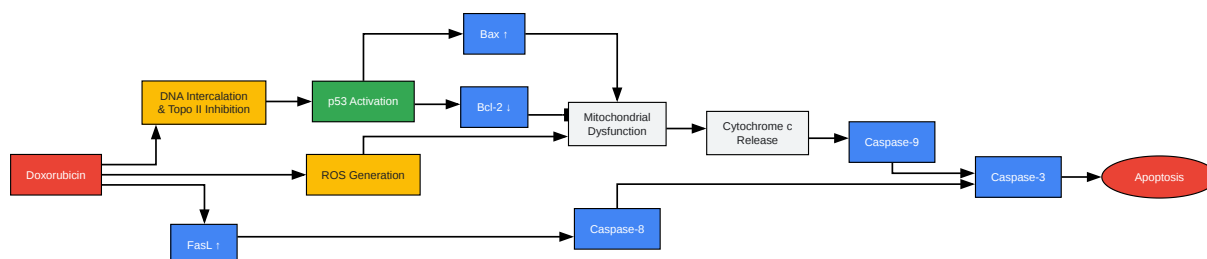 Bax ↑
DNA Intercalation
& Topo II Inhibition
p53 Activation
Bcl-2 ↓
Mitochondrial
Dysfunction
Cytochrome c
Release
Caspase-9
Doxorubicin
ROS Generation
Caspase-3
Apoptosis
Caspase-8
FasL ↑